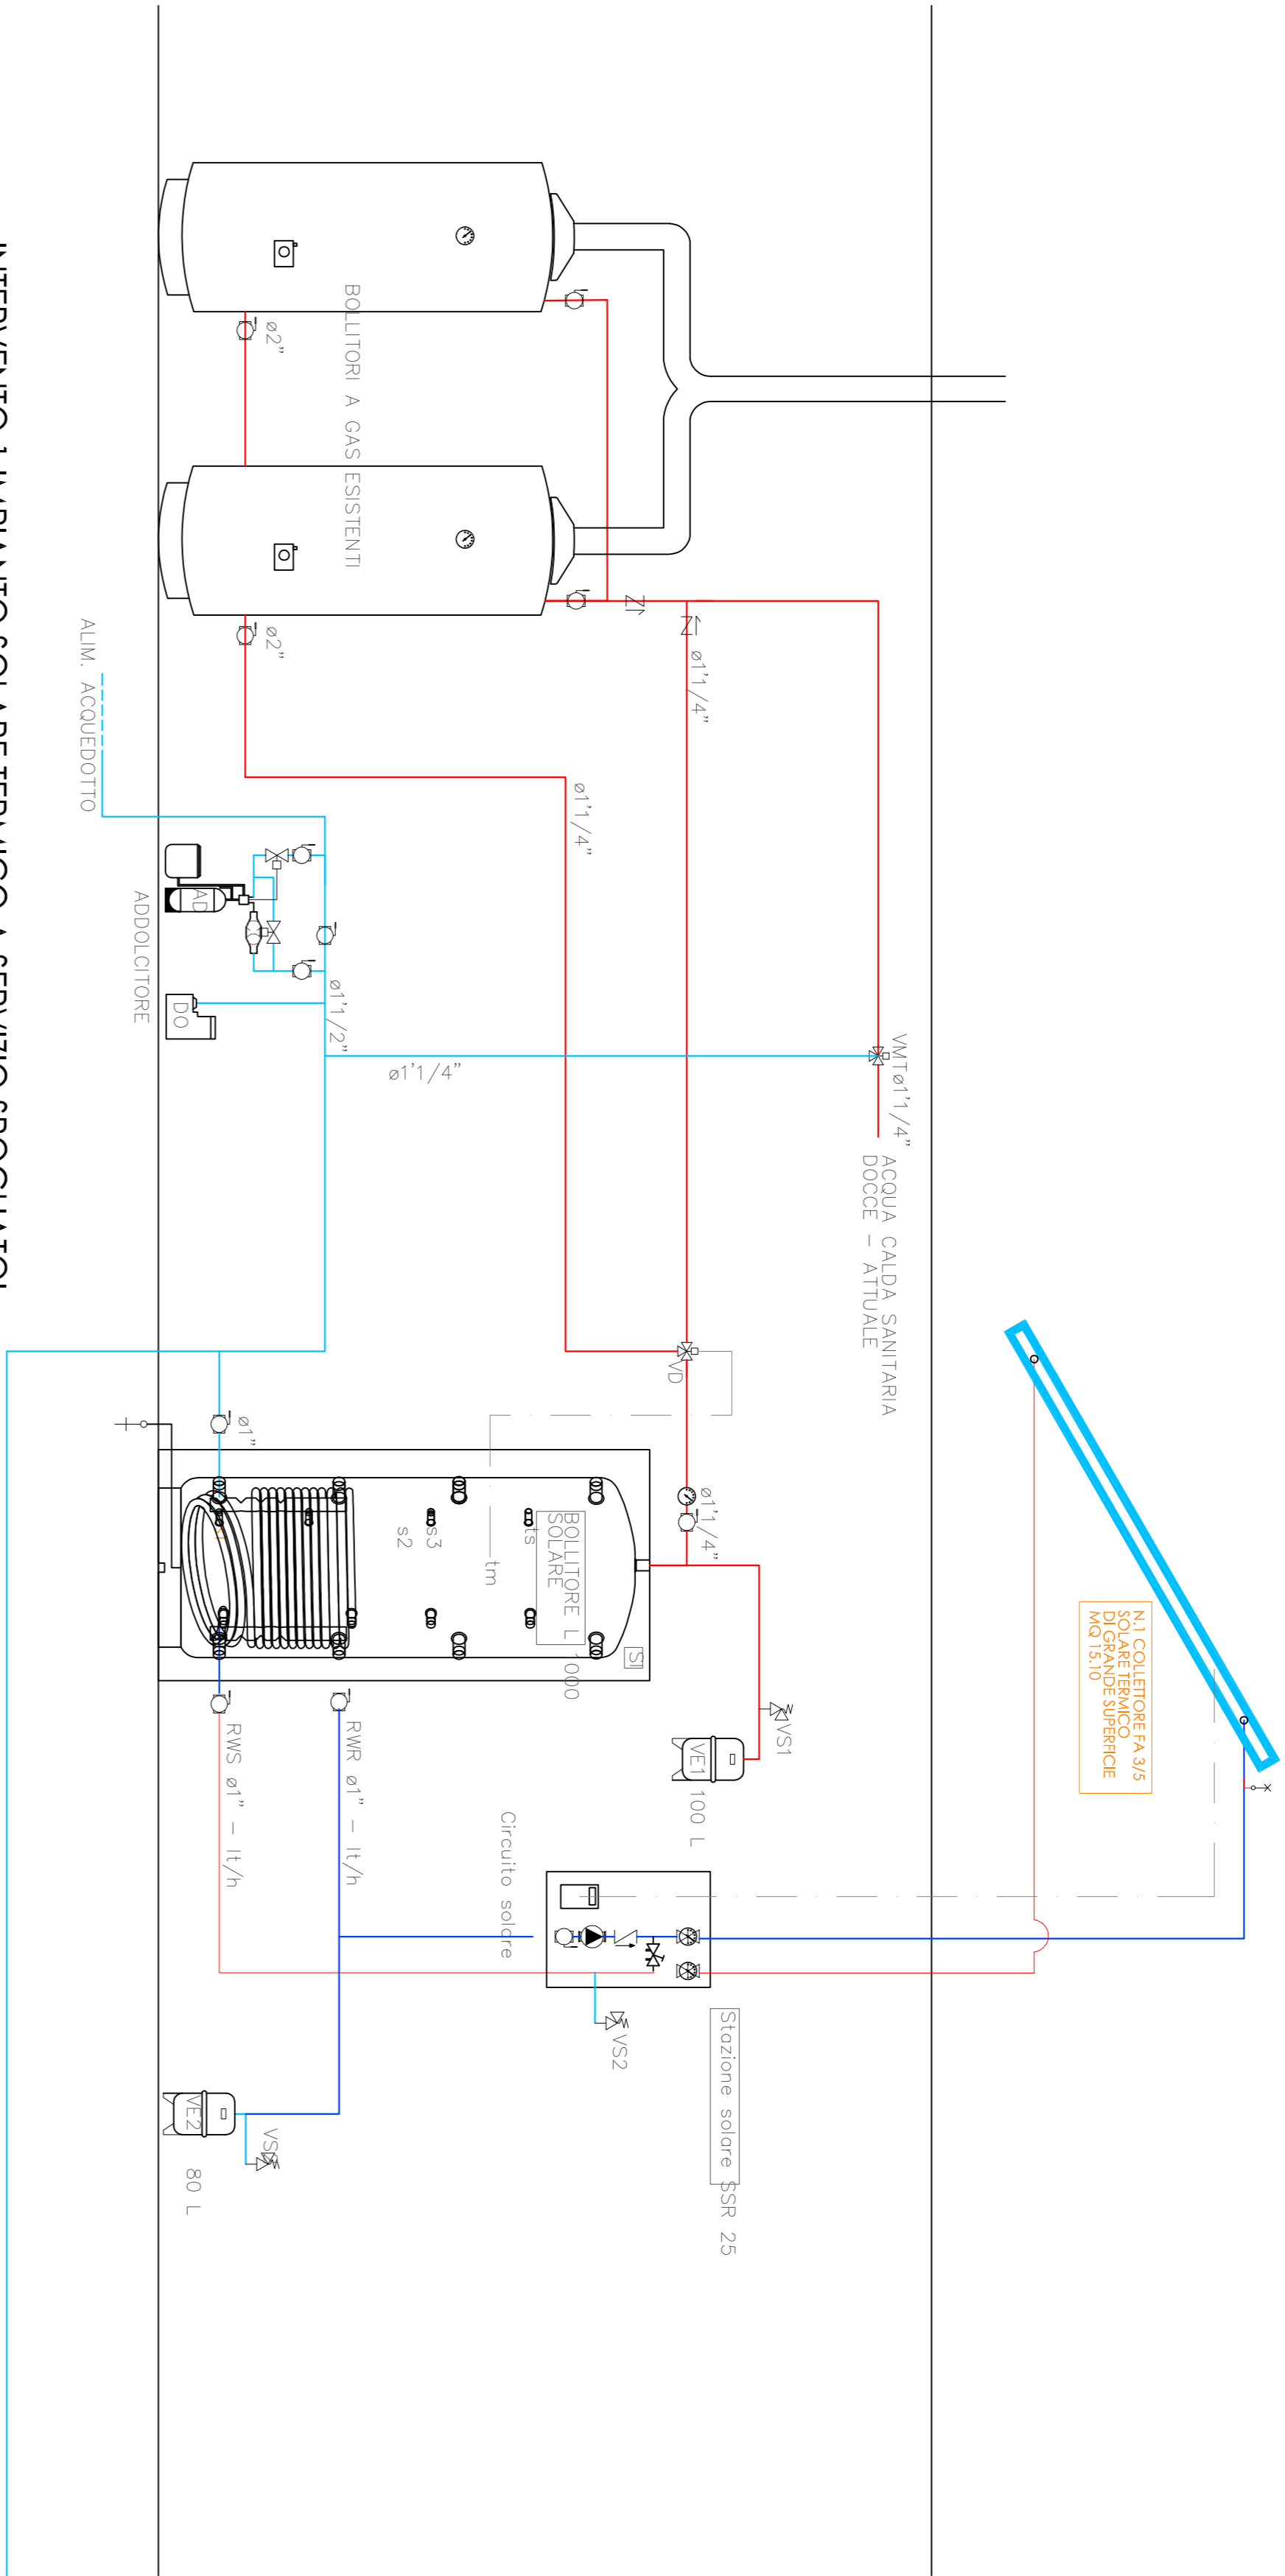 N.1 COLLETTORE FA 3/5
SOLARE TERMICO
DI GRANDE SUPERFICIE
MQ 15.10
VMTø1'1/4"
ACQUA CALDA SANITARIA
DOCCE - ATTUALE
ø1'1/4"
VD
ø1'1/4"
VS1
VE1
100 L
Stazione solare SSR 25
VS2
Circuito solare
ø1'1/4"
BOLLITORI A GAS ESISTENTI
ø2"
ø2"
ø1'1/4"
ø1'1/2"
AD
DO
ADDOLCITORE
ALIM. ACQUEDOTTO
ø1"
SI
BOLLITORE L 1000
SOLARE
ts
tm
s3
s2
RWR ø1" - lt/h
RWS ø1" - lt/h
VE2
80 L